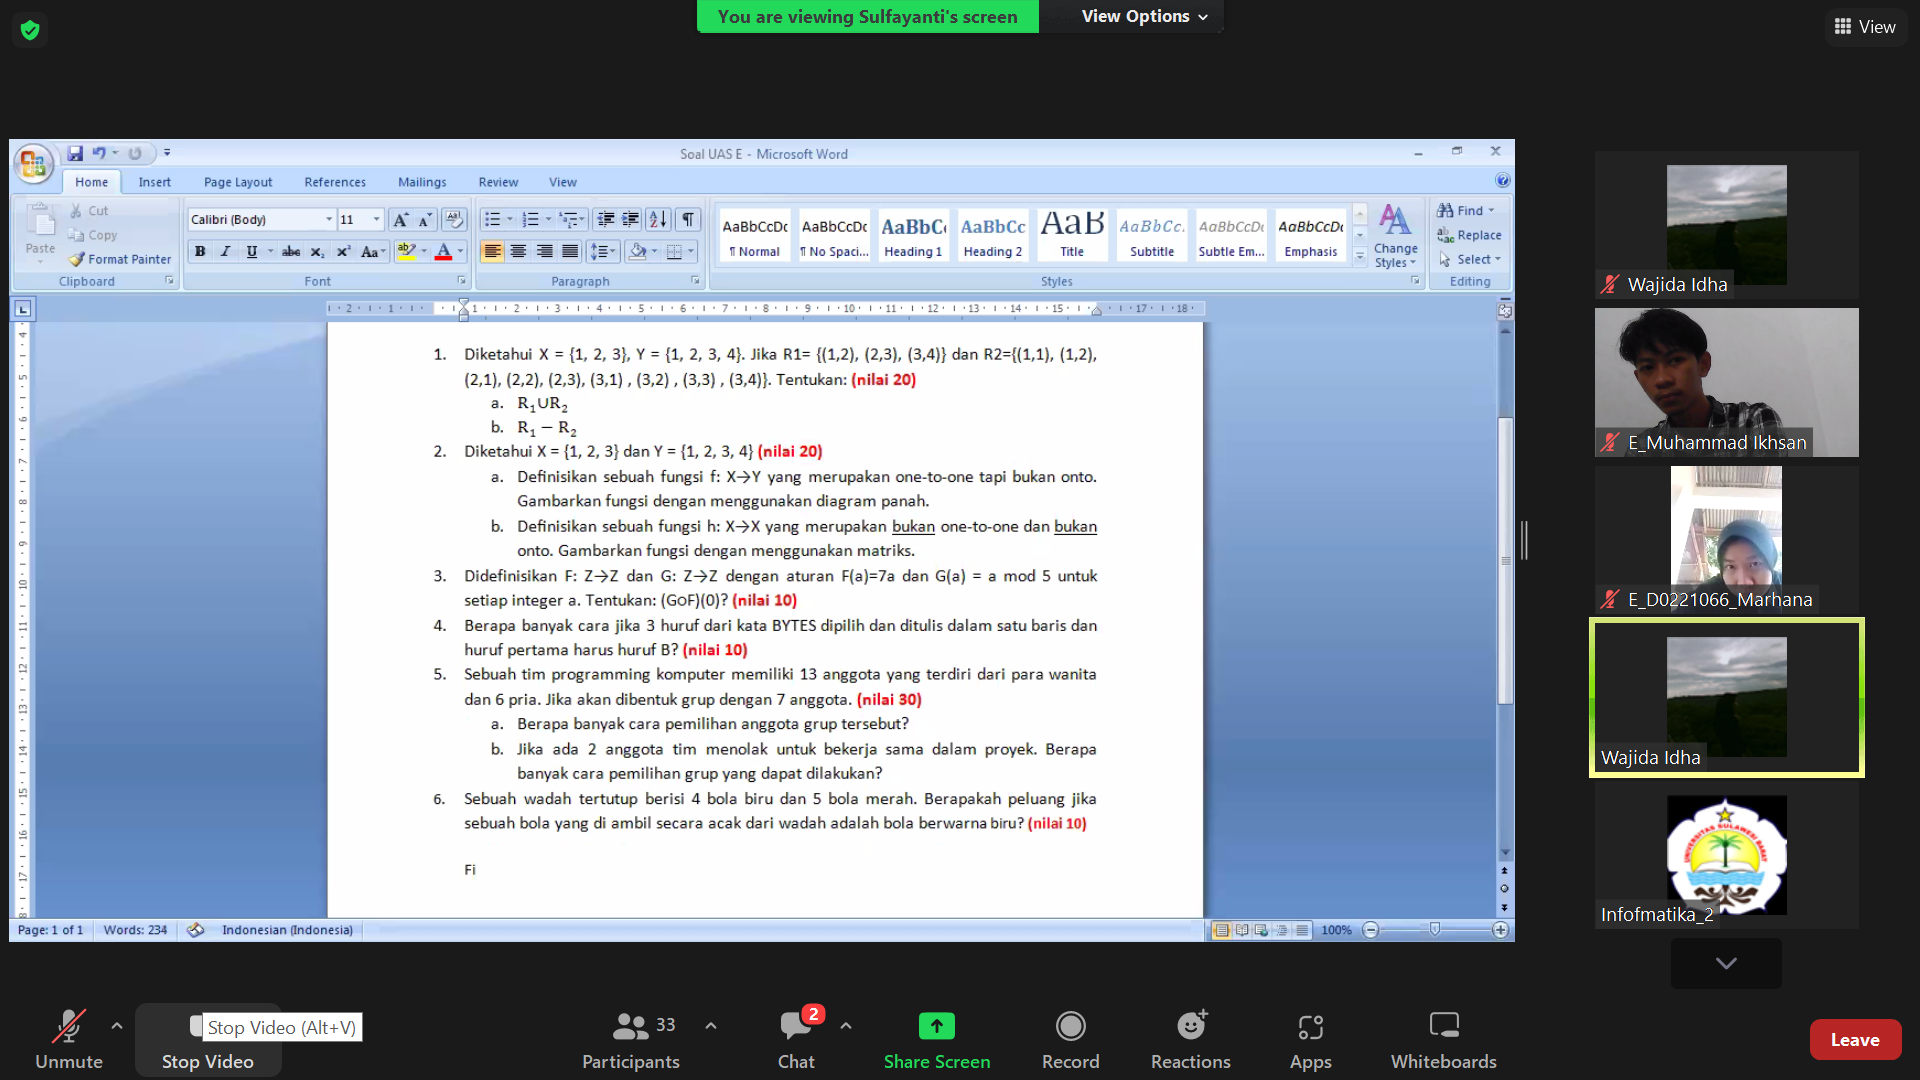 You are viewing Sulfayanti's screen
View Options
View
Soal UAS E - Microsoft Word
Home Insert Page Layout References Mailings Review View
Cut
Copy
Paste
Format Painter
Clipboard
Calibri (Body) 11
Font
Paragraph
AaBbCcDc AaBbCcDc AaBbC AaBbCc AaB AaBbCc. AaBbCcDc AaBbCcDc
¶ Normal ¶ No Spaci... Heading 1 Heading 2 Title Subtitle Subtle Em... Emphasis
Change Styles
Styles
Find
Replace
Select
Editing
1. Diketahui X = {1, 2, 3}, Y = {1, 2, 3, 4}. Jika R1= {(1,2), (2,3), (3,4)} dan R2={(1,1), (1,2),
(2,1), (2,2), (2,3), (3,1) , (3,2) , (3,3) , (3,4)}. Tentukan: (nilai 20)
a. R₁∪R₂
b. R₁ − R₂
2. Diketahui X = {1, 2, 3} dan Y = {1, 2, 3, 4} (nilai 20)
a. Definisikan sebuah fungsi f: X→Y yang merupakan one-to-one tapi bukan onto.
Gambarkan fungsi dengan menggunakan diagram panah.
b. Definisikan sebuah fungsi h: X→X yang merupakan bukan one-to-one dan bukan
onto. Gambarkan fungsi dengan menggunakan matriks.
3. Didefinisikan F: Z→Z dan G: Z→Z dengan aturan F(a)=7a dan G(a) = a mod 5 untuk
setiap integer a. Tentukan: (GoF)(0)? (nilai 10)
4. Berapa banyak cara jika 3 huruf dari kata BYTES dipilih dan ditulis dalam satu baris dan
huruf pertama harus huruf B? (nilai 10)
5. Sebuah tim programming komputer memiliki 13 anggota yang terdiri dari para wanita
dan 6 pria. Jika akan dibentuk grup dengan 7 anggota. (nilai 30)
a. Berapa banyak cara pemilihan anggota grup tersebut?
b. Jika ada 2 anggota tim menolak untuk bekerja sama dalam proyek. Berapa
banyak cara pemilihan grup yang dapat dilakukan?
6. Sebuah wadah tertutup berisi 4 bola biru dan 5 bola merah. Berapakah peluang jika
sebuah bola yang di ambil secara acak dari wadah adalah bola berwarna biru? (nilai 10)
Fi
Page: 1 of 1 Words: 234 Indonesian (Indonesia) 100%
Wajida Idha
E_Muhammad Ikhsan
E_D0221066_Marhana
Wajida Idha
UNIVERSITAS SULAWESI BARAT
Infofmatika_2
Stop Video (Alt+V)
33
2
Unmute Stop Video Participants Chat Share Screen Record Reactions Apps Whiteboards
Leave